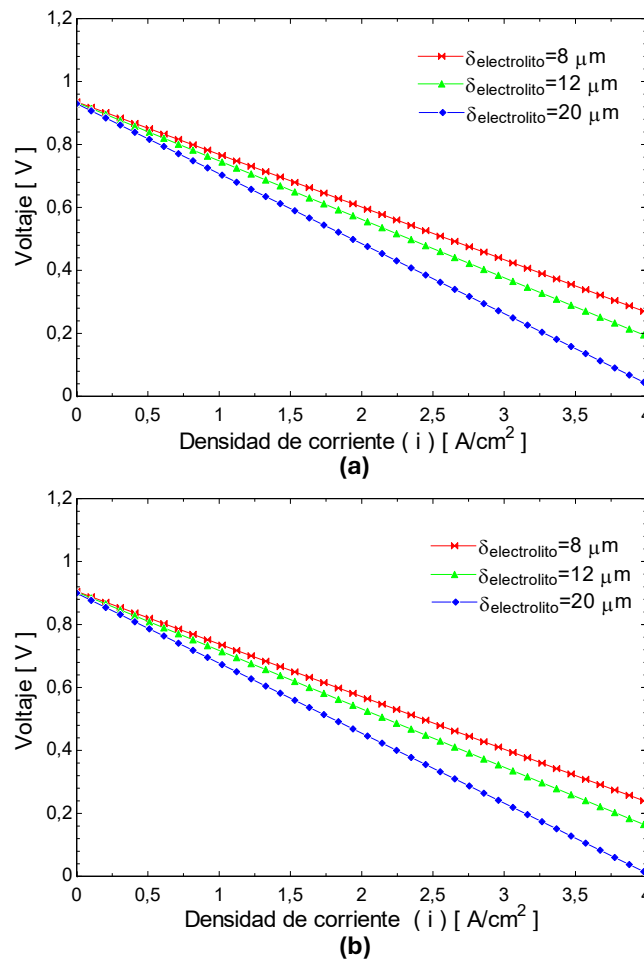 1,2
δelectrolito=8 μm
δelectrolito=12 μm
δelectrolito=20 μm
1
0,8
0,6
0,4
0,2
0
Voltaje [ V ]
0 0,5 1 1,5 2 2,5 3 3,5 4
Densidad de corriente ( i ) [ A/cm²]
(a)
1,2
δelectrolito=8 μm
δelectrolito=12 μm
δelectrolito=20 μm
1
0,8
0,6
0,4
0,2
0
Voltaje [ V ]
0 0,5 1 1,5 2 2,5 3 3,5 4
Densidad de corriente ( i ) [ A/cm²]
(b)